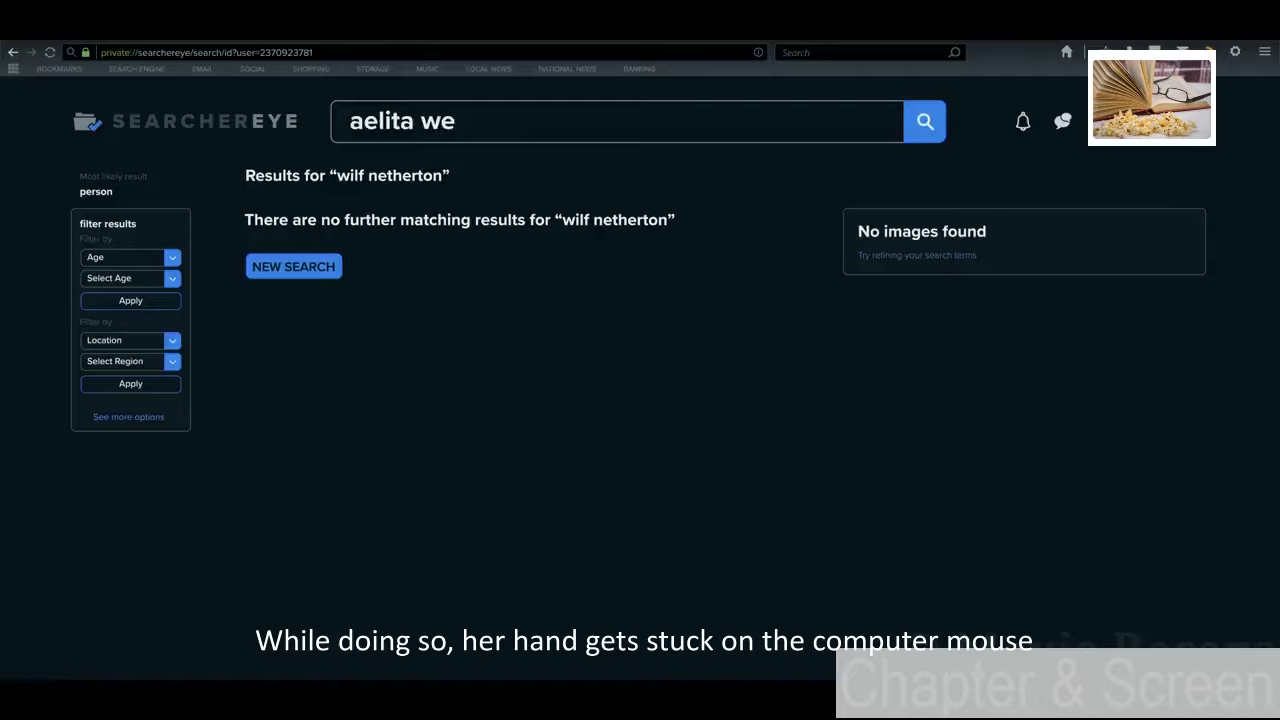 private://searchereye/search/id?user=2370923781
Search
BOOKMARKS SEARCH ENGINE EMAIL SOCIAL SHOPPING STORAGE MUSIC LOCAL NEWS NATIONAL NEWS BANKING
SEARCHEREYE
aelita we
Most likely result
person
Results for “wilf netherton”
There are no further matching results for “wilf netherton”
NEW SEARCH
No images found
Try refining your search terms
filter results
Filter by
Age
Select Age
Apply
Filter by
Location
Select Region
Apply
See more options
While doing so, her hand gets stuck on the computer mouse
Chapter & Screen